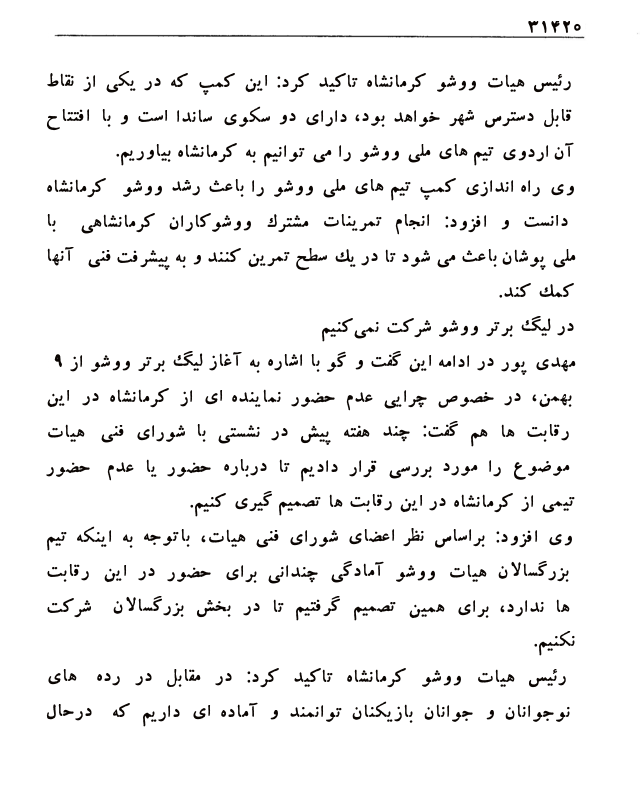 ۳۱۴۲۰
رئیس هیات ووشو کرمانشاه تاکید کرد: این کمپ که در یکی از نقاط
قابل دسترس شهر خواهد بود، دارای دو سکوی ساندا است و با افتتاح
آن اردوی تیم های ملی ووشو را می توانیم به کرمانشاه بیاوریم.
وی راه اندازی کمپ تیم های ملی ووشو را باعث رشد ووشو کرمانشاه
دانست و افزود: انجام تمرینات مشترك ووشوکاران کرمانشاهی با
ملی پوشان باعث می شود تا در یك سطح تمرین کنند و به پیشرفت فنی آنها
کمك کند.
در لیگ برتر ووشو شرکت نمی‌کنیم
مهدی پور در ادامه این گفت و گو با اشاره به آغاز لیگ برتر ووشو از ۹
بهمن، در خصوص چرایی عدم حضور نماینده ای از کرمانشاه در این
رقابت ها هم گفت: چند هفته پیش در نشستی با شورای فنی هیات
موضوع را مورد بررسی قرار دادیم تا درباره حضور یا عدم حضور
تیمی از کرمانشاه در این رقابت ها تصمیم گیری کنیم.
وی افزود: براساس نظر اعضای شورای فنی هیات، باتوجه به اینکه تیم
بزرگسالان هیات ووشو آمادگی چندانی برای حضور در این رقابت
ها ندارد، برای همین تصمیم گرفتیم تا در بخش بزرگسالان شرکت
نکنیم.
رئیس هیات ووشو کرمانشاه تاکید کرد: در مقابل در رده های
نوجوانان و جوانان بازیکنان توانمند و آماده ای داریم که درحال